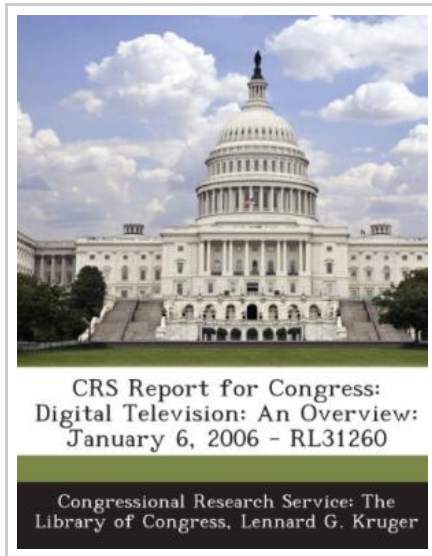 CRS Report for Congress:
Digital Television: An Overview:
January 6, 2006 - RL31260
Congressional Research Service: The
Library of Congress, Lennard G. Kruger